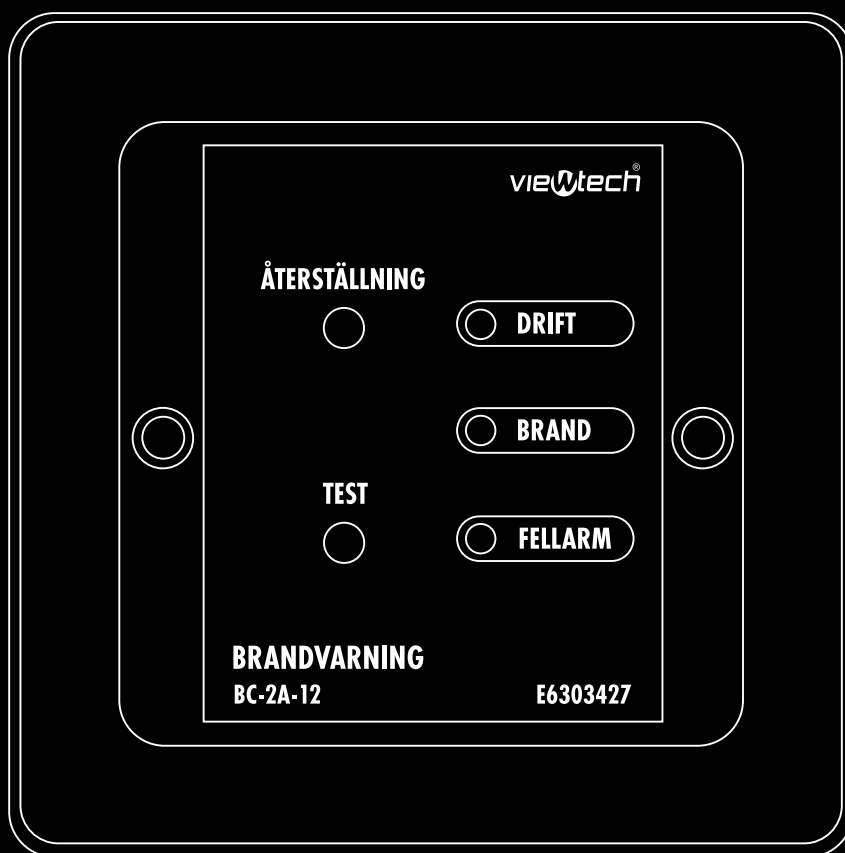 viewtech®
ÅTERSTÄLLNING
DRIFT
BRAND
TEST
FELLARM
BRANDVARNING
BC-2A-12 E6303427